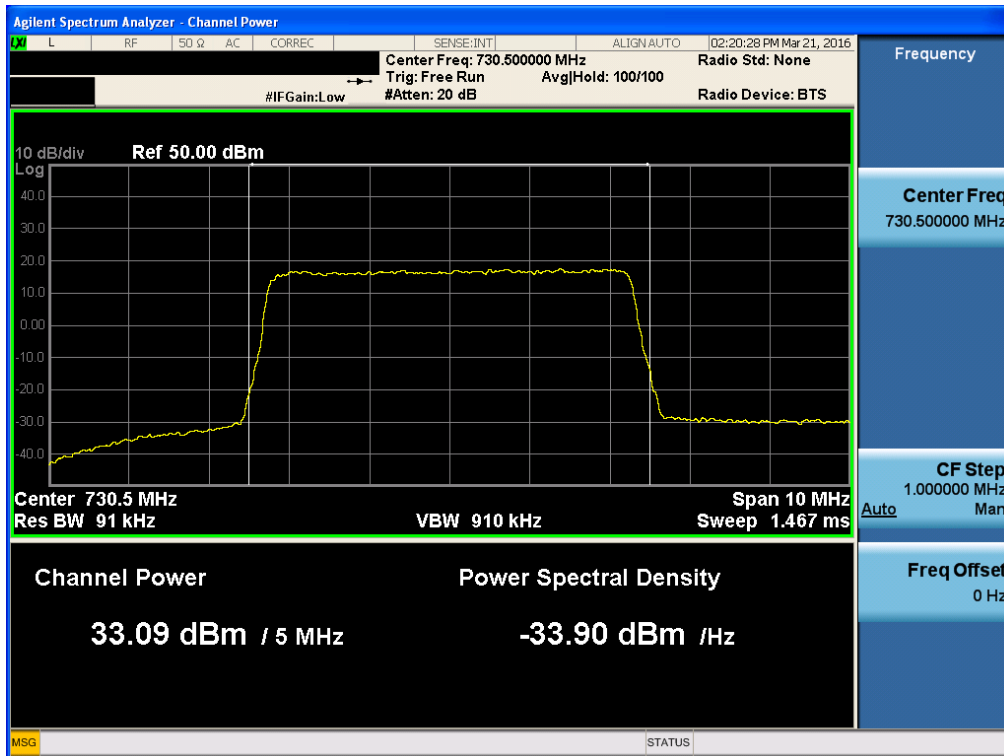 Agilent Spectrum Analyzer - Channel Power
LXI L RF 50 Ω AC CORREC SENSE:INT ALIGNAUTO 02:20:28 PM Mar 21, 2016
Center Freq: 730.500000 MHz Radio Std: None
Trig: Free Run Avg|Hold: 100/100
#IFGain:Low #Atten: 20 dB Radio Device: BTS
10 dB/div Ref 50.00 dBm
Log
40.0
30.0
20.0
10.0
0.00
-10.0
-20.0
-30.0
-40.0
Center 730.5 MHz Span 10 MHz
Res BW 91 kHz VBW 910 kHz Sweep 1.467 ms
Channel Power Power Spectral Density
33.09 dBm / 5 MHz -33.90 dBm /Hz
MSG STATUS
Frequency
Center Freq
730.500000 MHz
CF Step
1.000000 MHz
Auto Man
Freq Offset
0 Hz